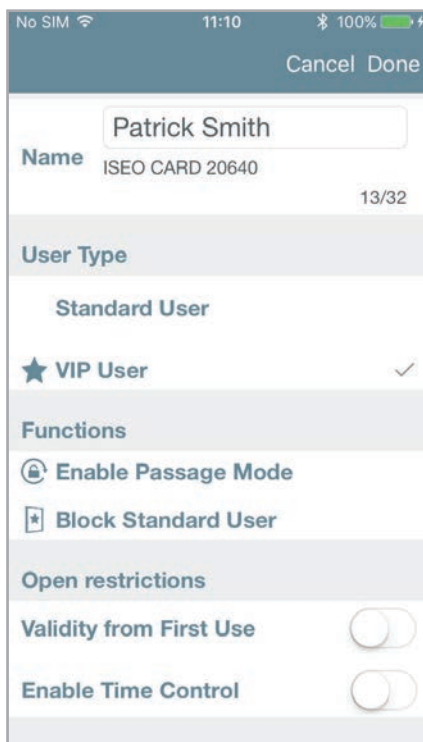 No SIM 11:10 100%
Cancel Done
Patrick Smith
Name
ISEO CARD 20640
13/32
User Type
Standard User
VIP User
Functions
Enable Passage Mode
Block Standard User
Open restrictions
Validity from First Use
Enable Time Control